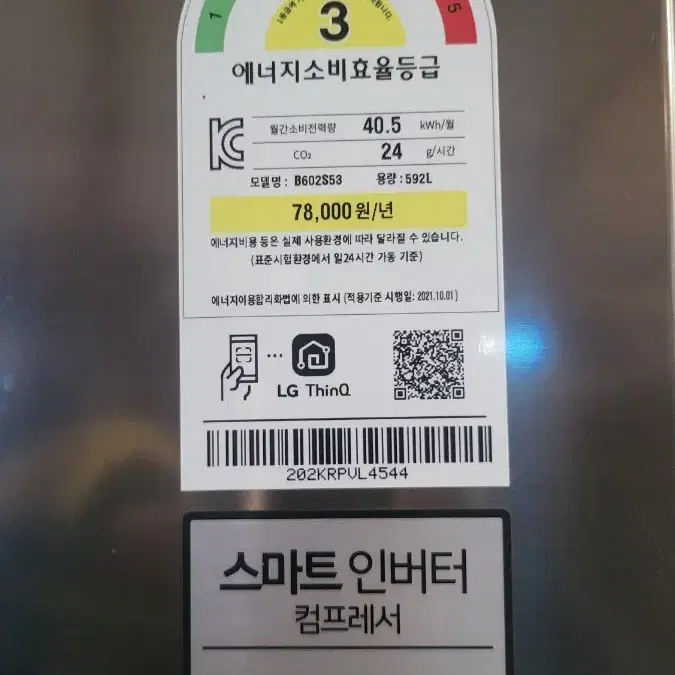 1
3
5
에너지소비효율등급
월간소비전력량 40.5 kWh/월
CO₂ 24 g/시간
모델명 : B602S53 용량 : 592L
78,000 원/년
에너지비용 등은 실제 사용환경에 따라 달라질 수 있습니다.
(표준시험환경에서 일24시간 가동 기준)
에너지이용합리화법에 의한 표시 (적용기준 시행일: 2021.10.01)
LG ThinQ
202KRPVL4544
스마트 인버터
컴프레서